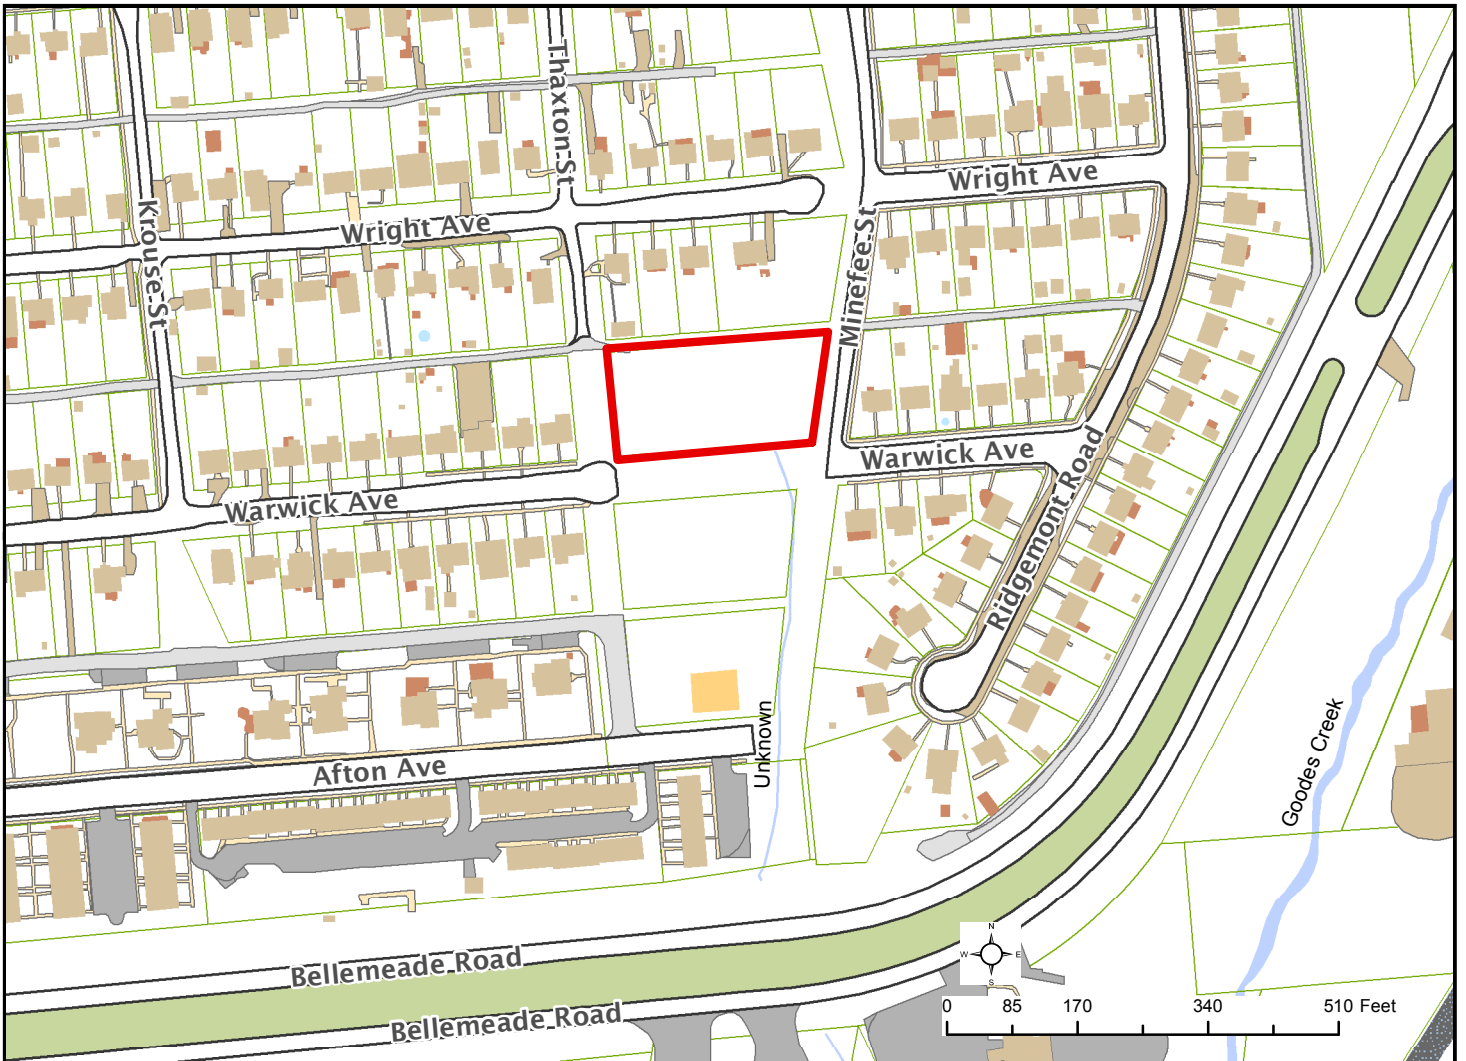 Thaxton St
Wright Ave
Krouse St
Wright Ave
Minefee St
Warwick Ave
Ridgemont Road
Warwick Ave
Unknown
Goodes Creek
Afton Ave
N
W E
S
Bellemeade Road
Bellemeade Road
0 85 170 340 510 Feet